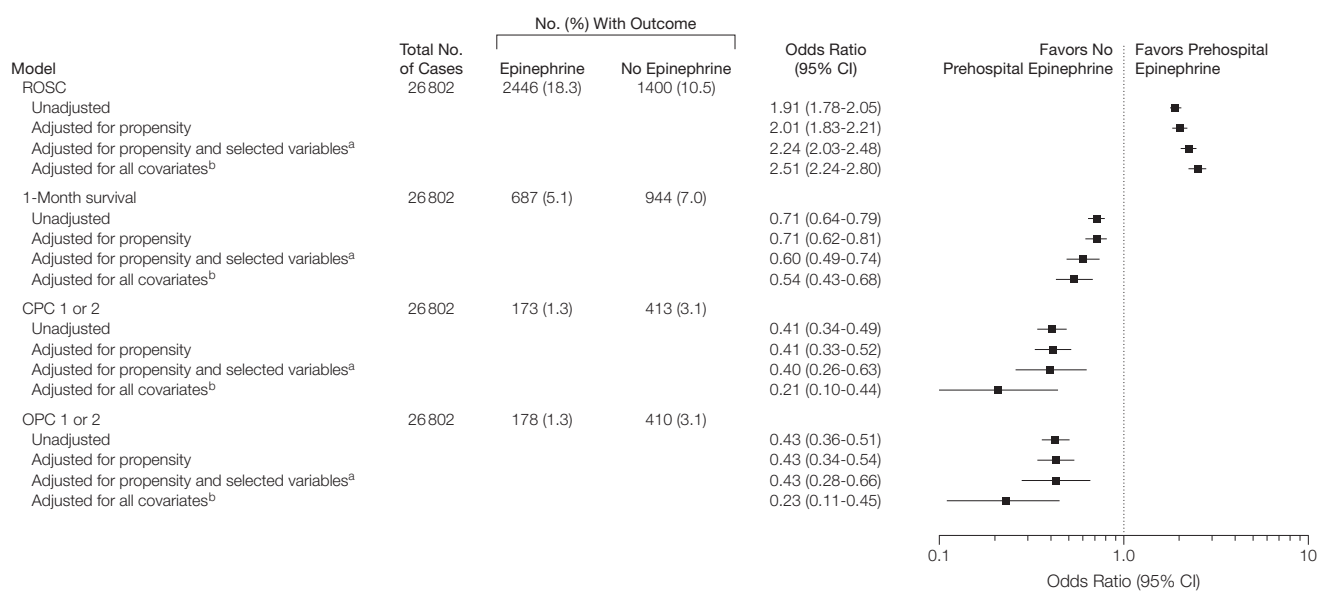 No. (%) With Outcome
Model Total No. of Cases Epinephrine No Epinephrine Odds Ratio (95% CI) Favors No Prehospital Epinephrine Favors Prehospital Epinephrine
ROSC 26 802 2446 (18.3) 1400 (10.5)
Unadjusted 1.91 (1.78-2.05)
Adjusted for propensity 2.01 (1.83-2.21)
Adjusted for propensity and selected variablesᵃ 2.24 (2.03-2.48)
Adjusted for all covariatesᵇ 2.51 (2.24-2.80)
1-Month survival 26 802 687 (5.1) 944 (7.0)
Unadjusted 0.71 (0.64-0.79)
Adjusted for propensity 0.71 (0.62-0.81)
Adjusted for propensity and selected variablesᵃ 0.60 (0.49-0.74)
Adjusted for all covariatesᵇ 0.54 (0.43-0.68)
CPC 1 or 2 26 802 173 (1.3) 413 (3.1)
Unadjusted 0.41 (0.34-0.49)
Adjusted for propensity 0.41 (0.33-0.52)
Adjusted for propensity and selected variablesᵃ 0.40 (0.26-0.63)
Adjusted for all covariatesᵇ 0.21 (0.10-0.44)
OPC 1 or 2 26 802 178 (1.3) 410 (3.1)
Unadjusted 0.43 (0.36-0.51)
Adjusted for propensity 0.43 (0.34-0.54)
Adjusted for propensity and selected variablesᵃ 0.43 (0.28-0.66)
Adjusted for all covariatesᵇ 0.23 (0.11-0.45)
0.1 1.0 10
Odds Ratio (95% CI)